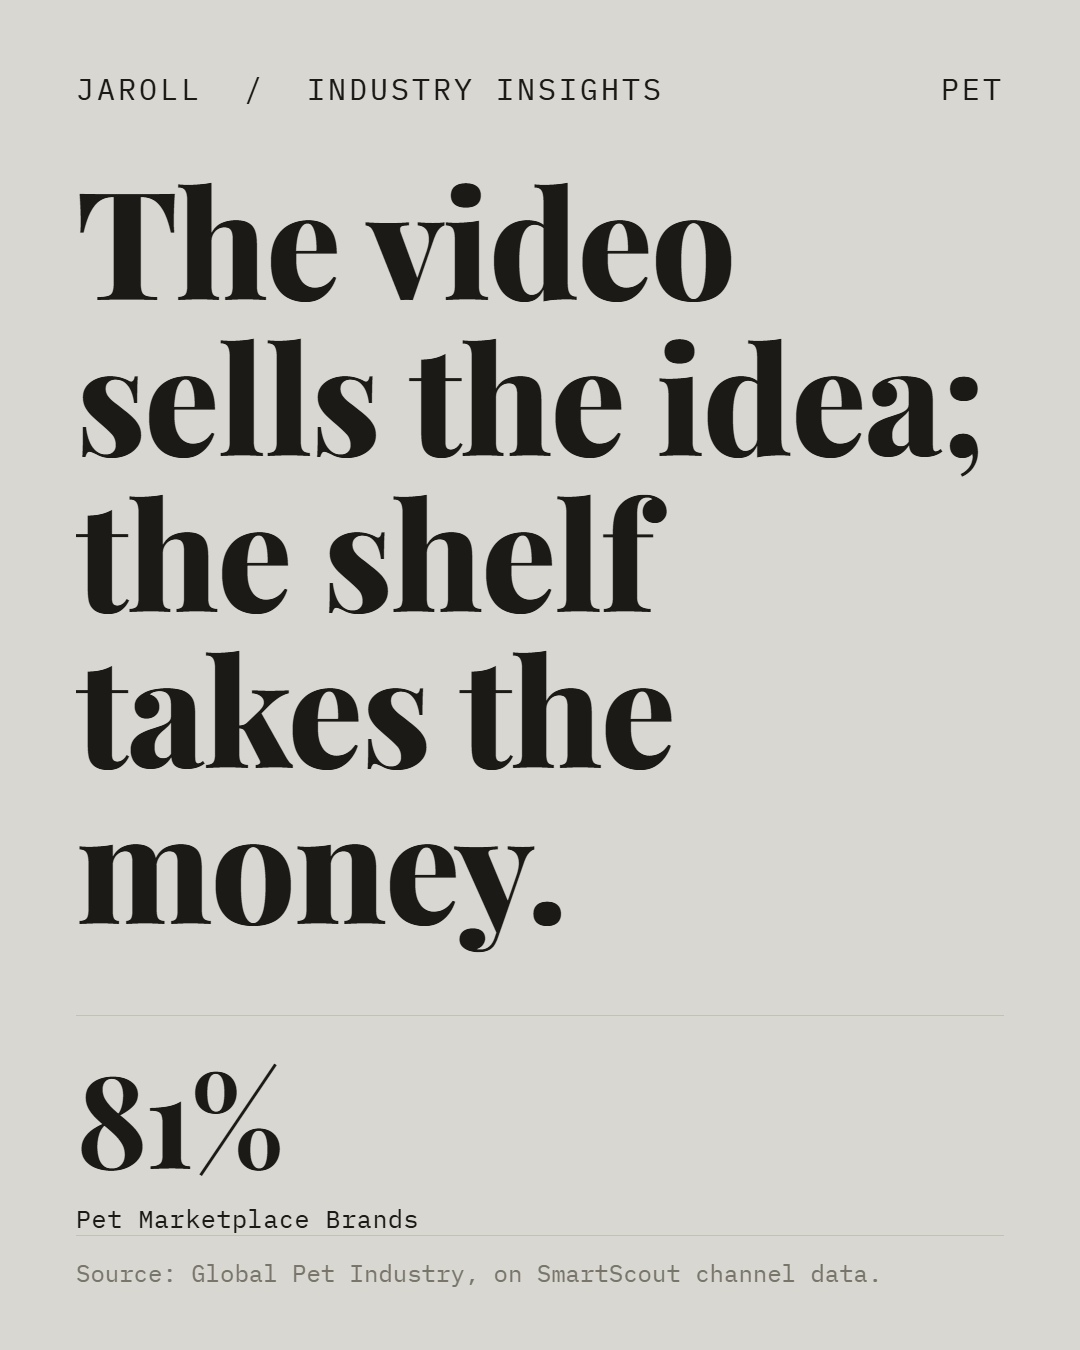 JAROLL / INDUSTRY INSIGHTS PET
The video
sells the idea;
the shelf
takes the
money.
81%
Pet Marketplace Brands
Source: Global Pet Industry, on SmartScout channel data.